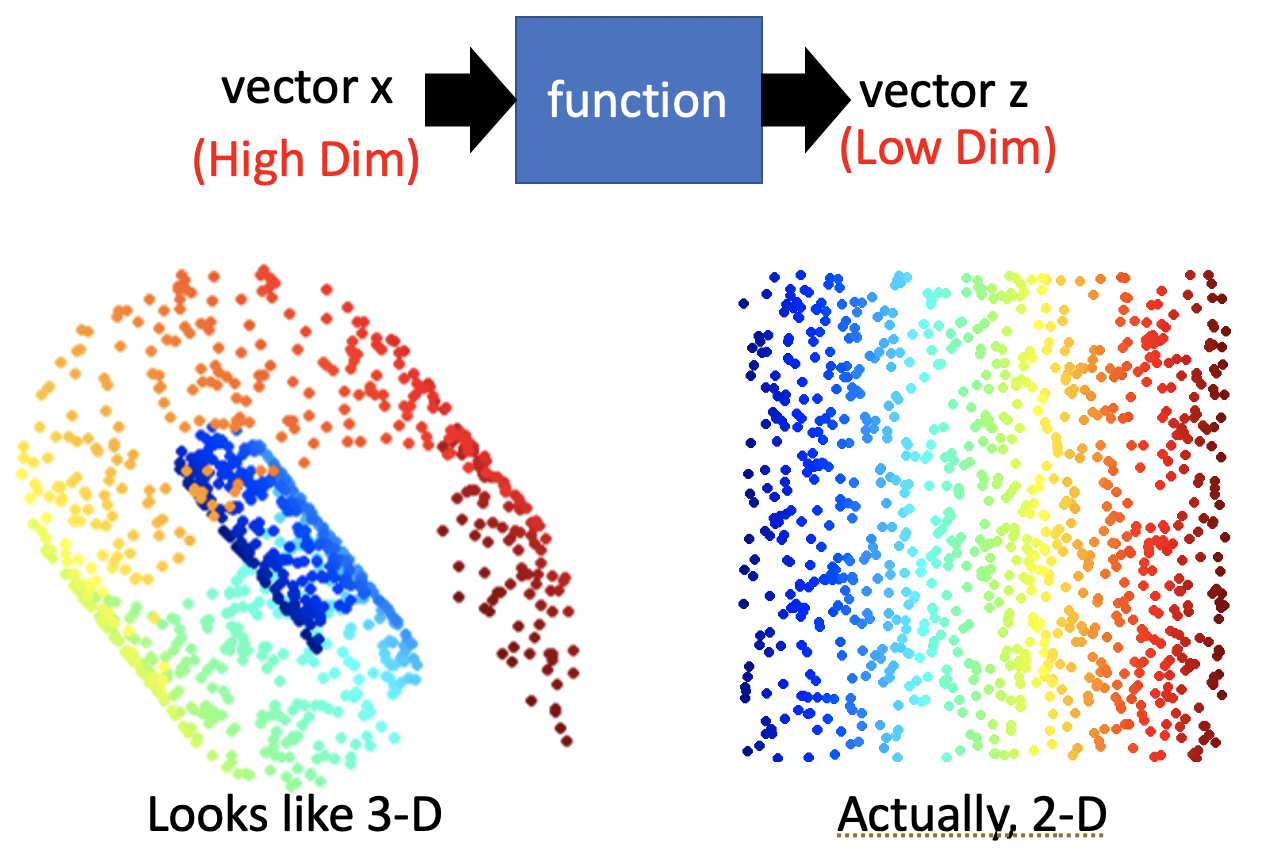 vector x
(High Dim)
function
vector z
(Low Dim)
Looks like 3-D
Actually, 2-D